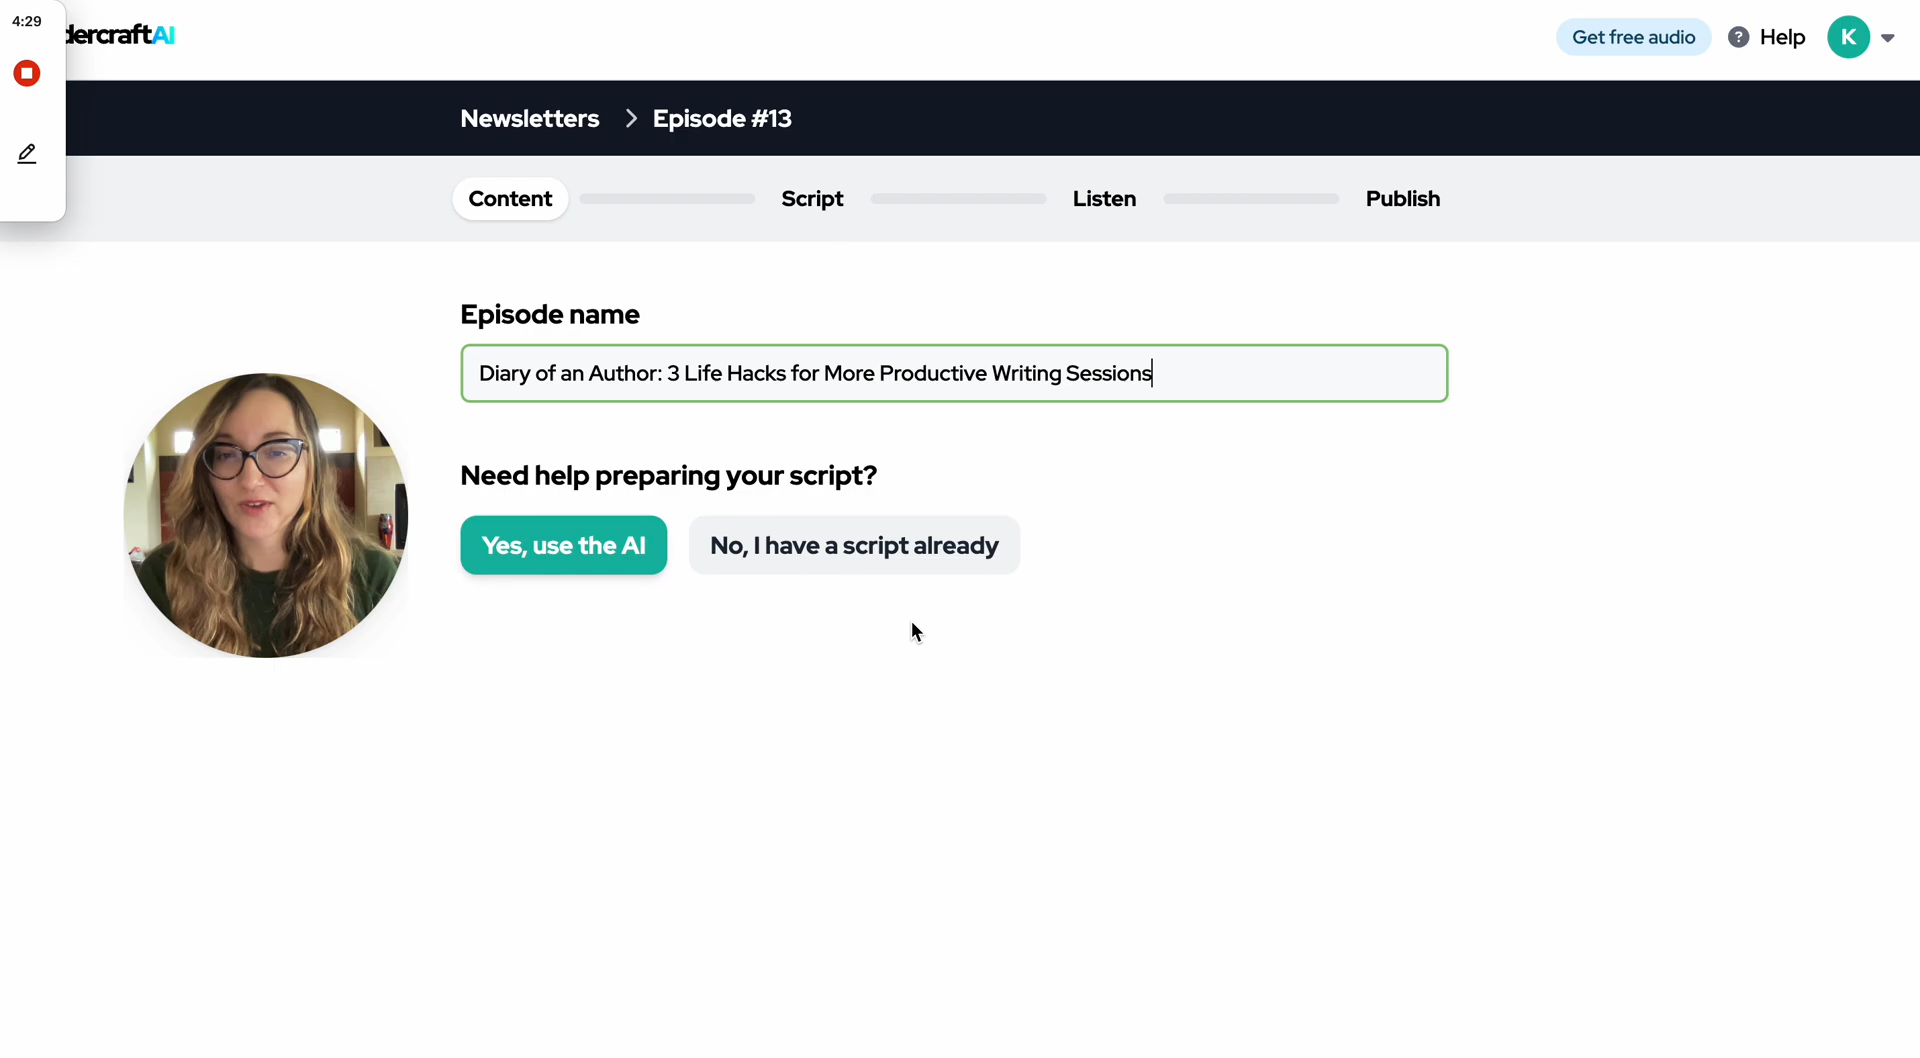 4:29
dercraftAI
Get free audio
? Help
K
Newsletters > Episode #13
Content
Script
Listen
Publish
Episode name
Diary of an Author: 3 Life Hacks for More Productive Writing Sessions
Need help preparing your script?
Yes, use the AI
No, I have a script already